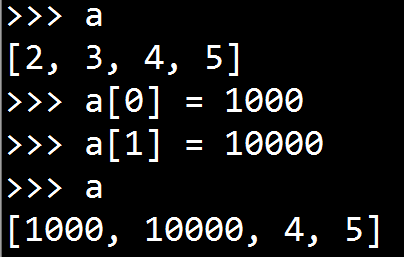 >>> a
[2, 3, 4, 5]
>>> a[0] = 1000
>>> a[1] = 10000
>>> a
[1000, 10000, 4, 5]